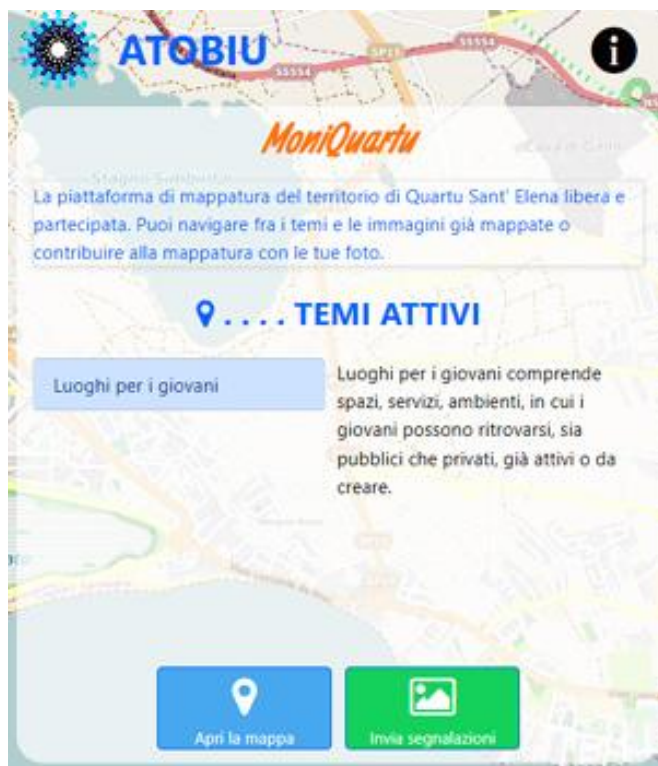 ATOBIU
i
SS554
SS554
MoniQuartu
La piattaforma di mappatura del territorio di Quartu Sant' Elena libera e
partecipata. Puoi navigare fra i temi e le immagini già mappate o
contribuire alla mappatura con le tue foto.
. . . . TEMI ATTIVI
Luoghi per i giovani
Luoghi per i giovani comprende
spazi, servizi, ambienti, in cui i
giovani possono ritrovarsi, sia
pubblici che privati, già attivi o da
creare.
Apri la mappa
Invia segnalazioni